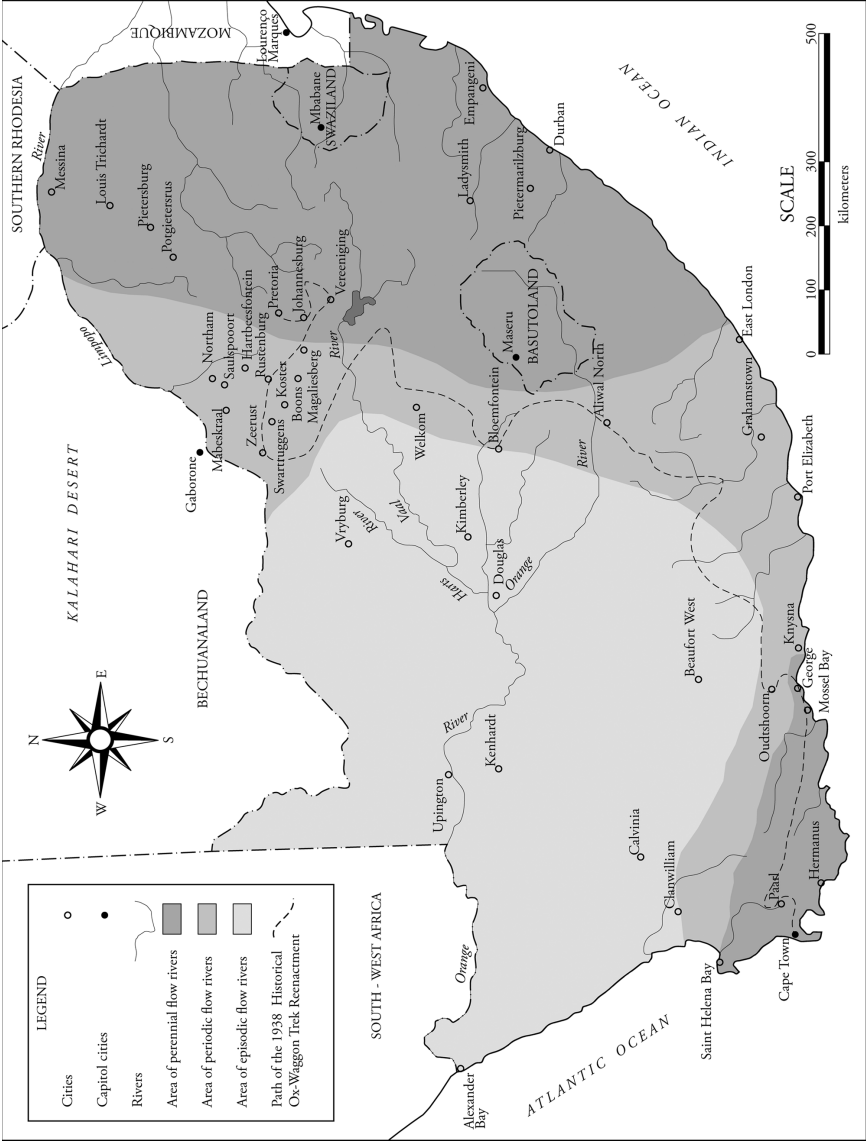 LEGEND
Cities
Capitol cities
Rivers
Area of perennial flow rivers
Area of periodic flow rivers
Area of episodic flow rivers
Path of the 1938 Historical
Ox-Waggon Trek Reenactment
N
E
S
W
KALAHARI DESERT
BECHUANALAND
SOUTH - WEST AFRICA
SOUTHERN RHODESIA
MOZAMBIQUE
Lourenço
Marques
Mbabane
SWAZILAND
Limpopo
River
Messina
Louis Trichardt
Pietersburg
Potgietersrus
Northam
Saulspooort
Hartbeesfontein
Rustenburg
Pretoria
Johannesburg
Vereeniging
Mabeskraal
Gaborone
Zeerust
Swartruggens
Koster
Boons
Magaliesberg
River
Vaal
Vryburg
Harts
River
Welkom
Kimberley
Bloemfontein
Douglas
Orange
River
Maseru
BASUTOLAND
Aliwal North
Ladysmith
Empangeni
Pietermarilzburg
Durban
INDIAN OCEAN
Upington
River
Kenhardt
Orange
Alexander
Bay
ATLANTIC OCEAN
Calvinia
Clanwilliam
Beaufort West
Saint Helena Bay
Cape Town
Paarl
Hermanus
Oudtshoorn
George
Mossel Bay
Knysna
Port Elizabeth
Grahamstown
East London
SCALE
0
100
200
300
500
kilometers